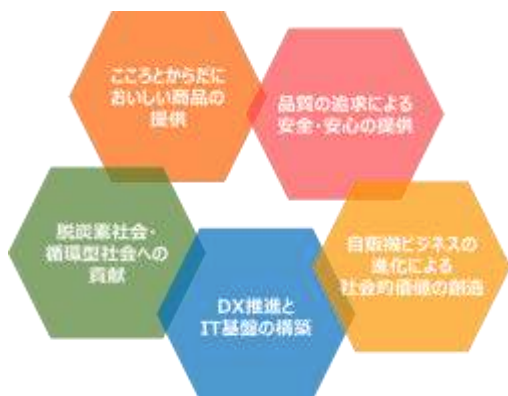 こころとからだに
おいしい商品の
提供
品質の追求による
安全・安心の提供
脱炭素社会・
循環型社会への
貢献
DX推進と
IT基盤の構築
自販機ビジネスの
進化による
社会的価値の創造